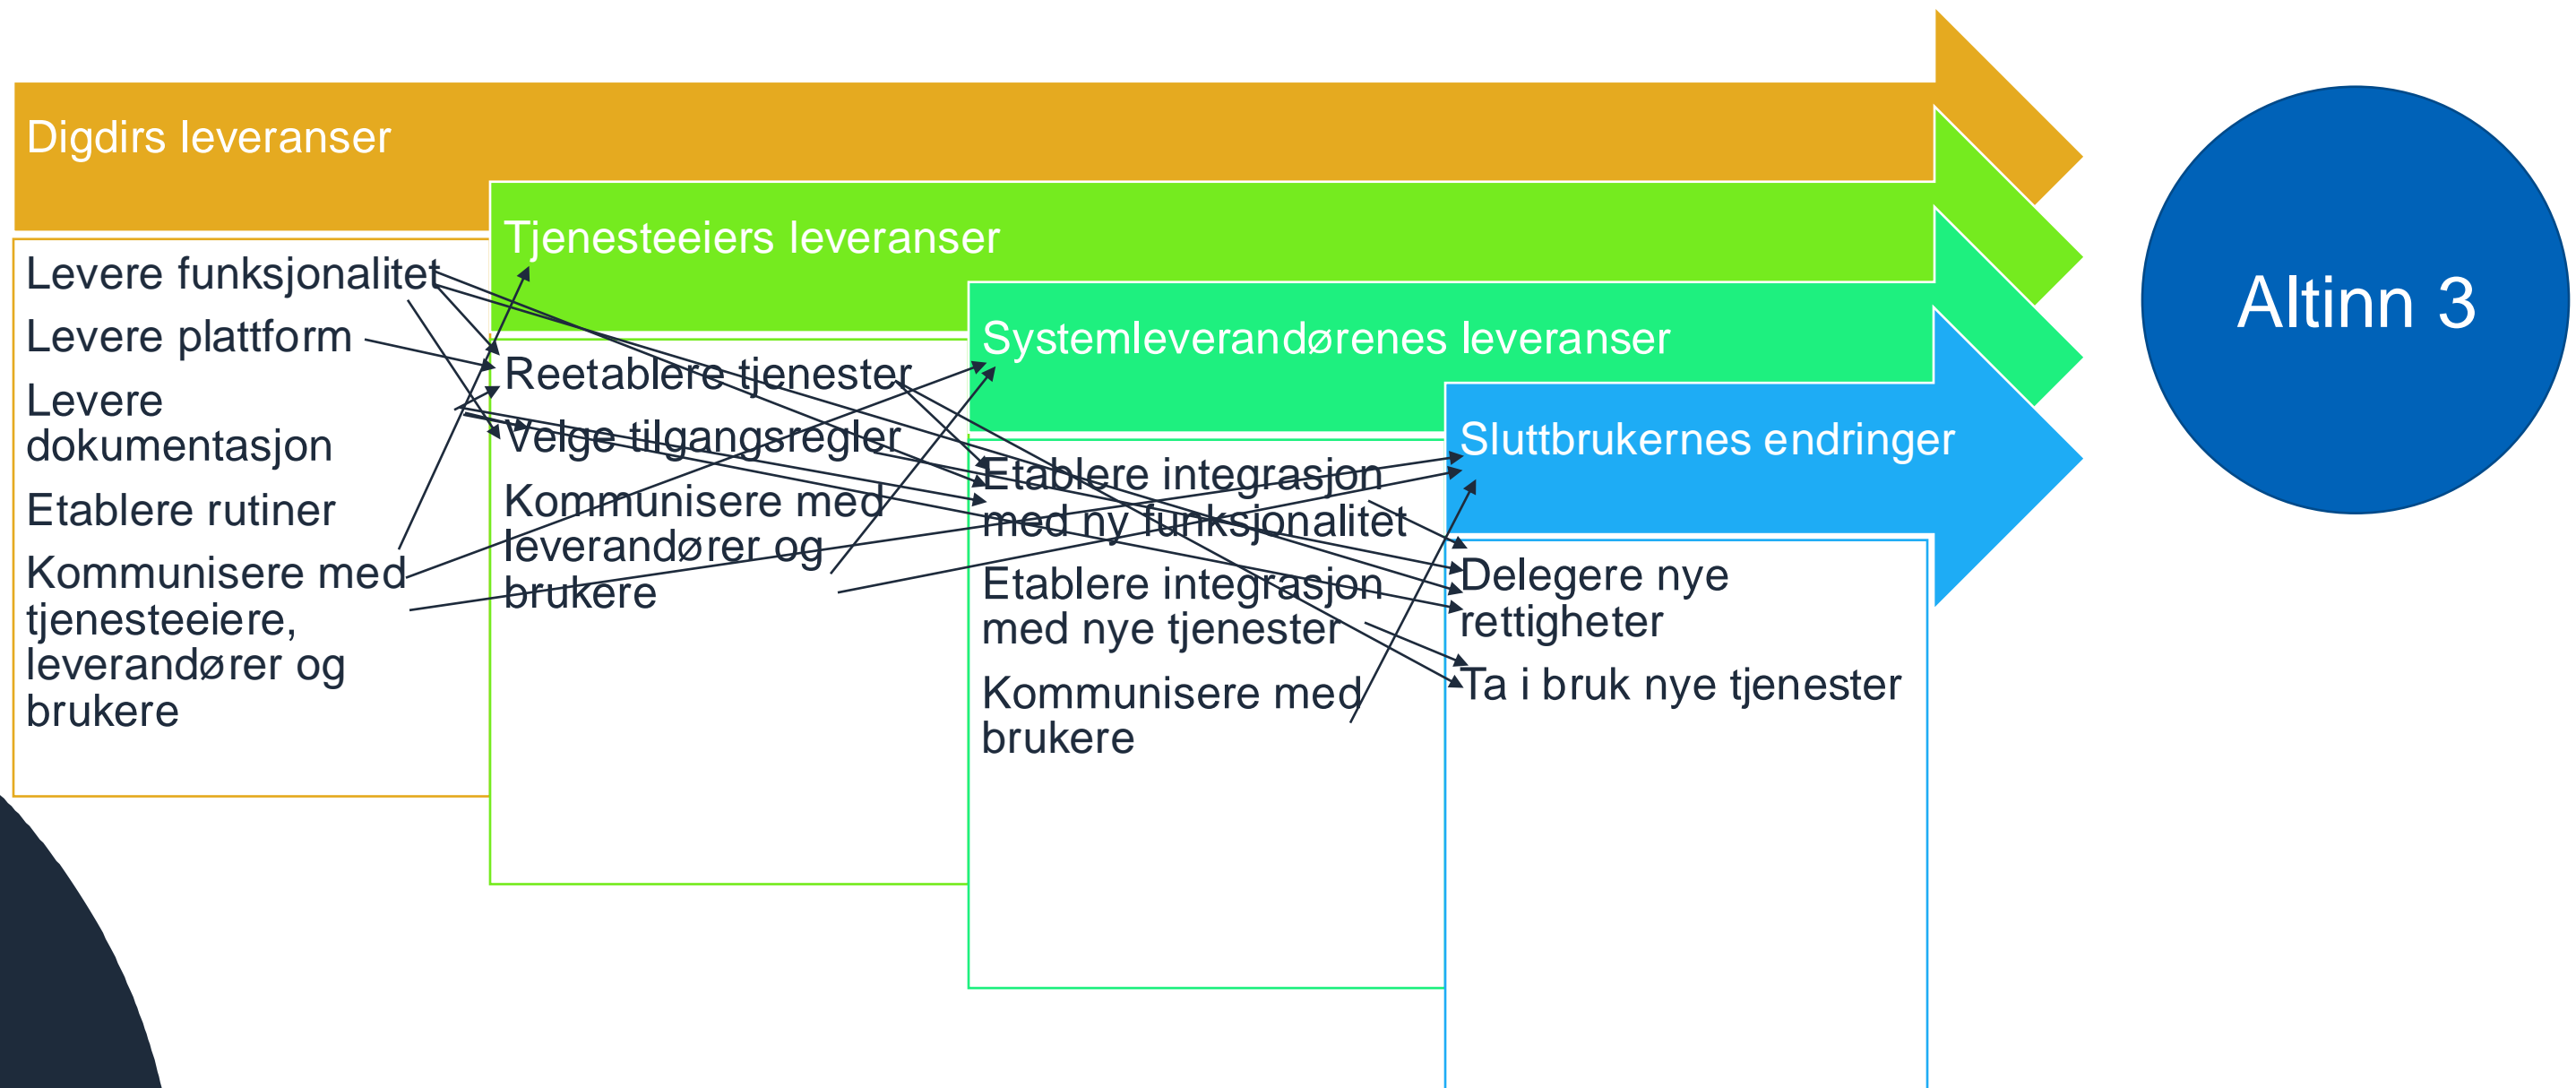 Digdirs leveranser
Levere funksjonalitet
Levere plattform
Levere
dokumentasjon
Etablere rutiner
Kommunisere med
tjenesteeiere,
leverandører og
brukere
Tjenesteeiers leveranser
Reetablere tjenester
Velge tilgangsregler
Kommunisere med
leverandører og
brukere
Systemleverandørenes leveranser
Etablere integrasjon
med ny funksjonalitet
Etablere integrasjon
med nye tjenester
Kommunisere med
brukere
Sluttbrukernes endringer
Delegere nye
rettigheter
Ta i bruk nye tjenester
Altinn 3